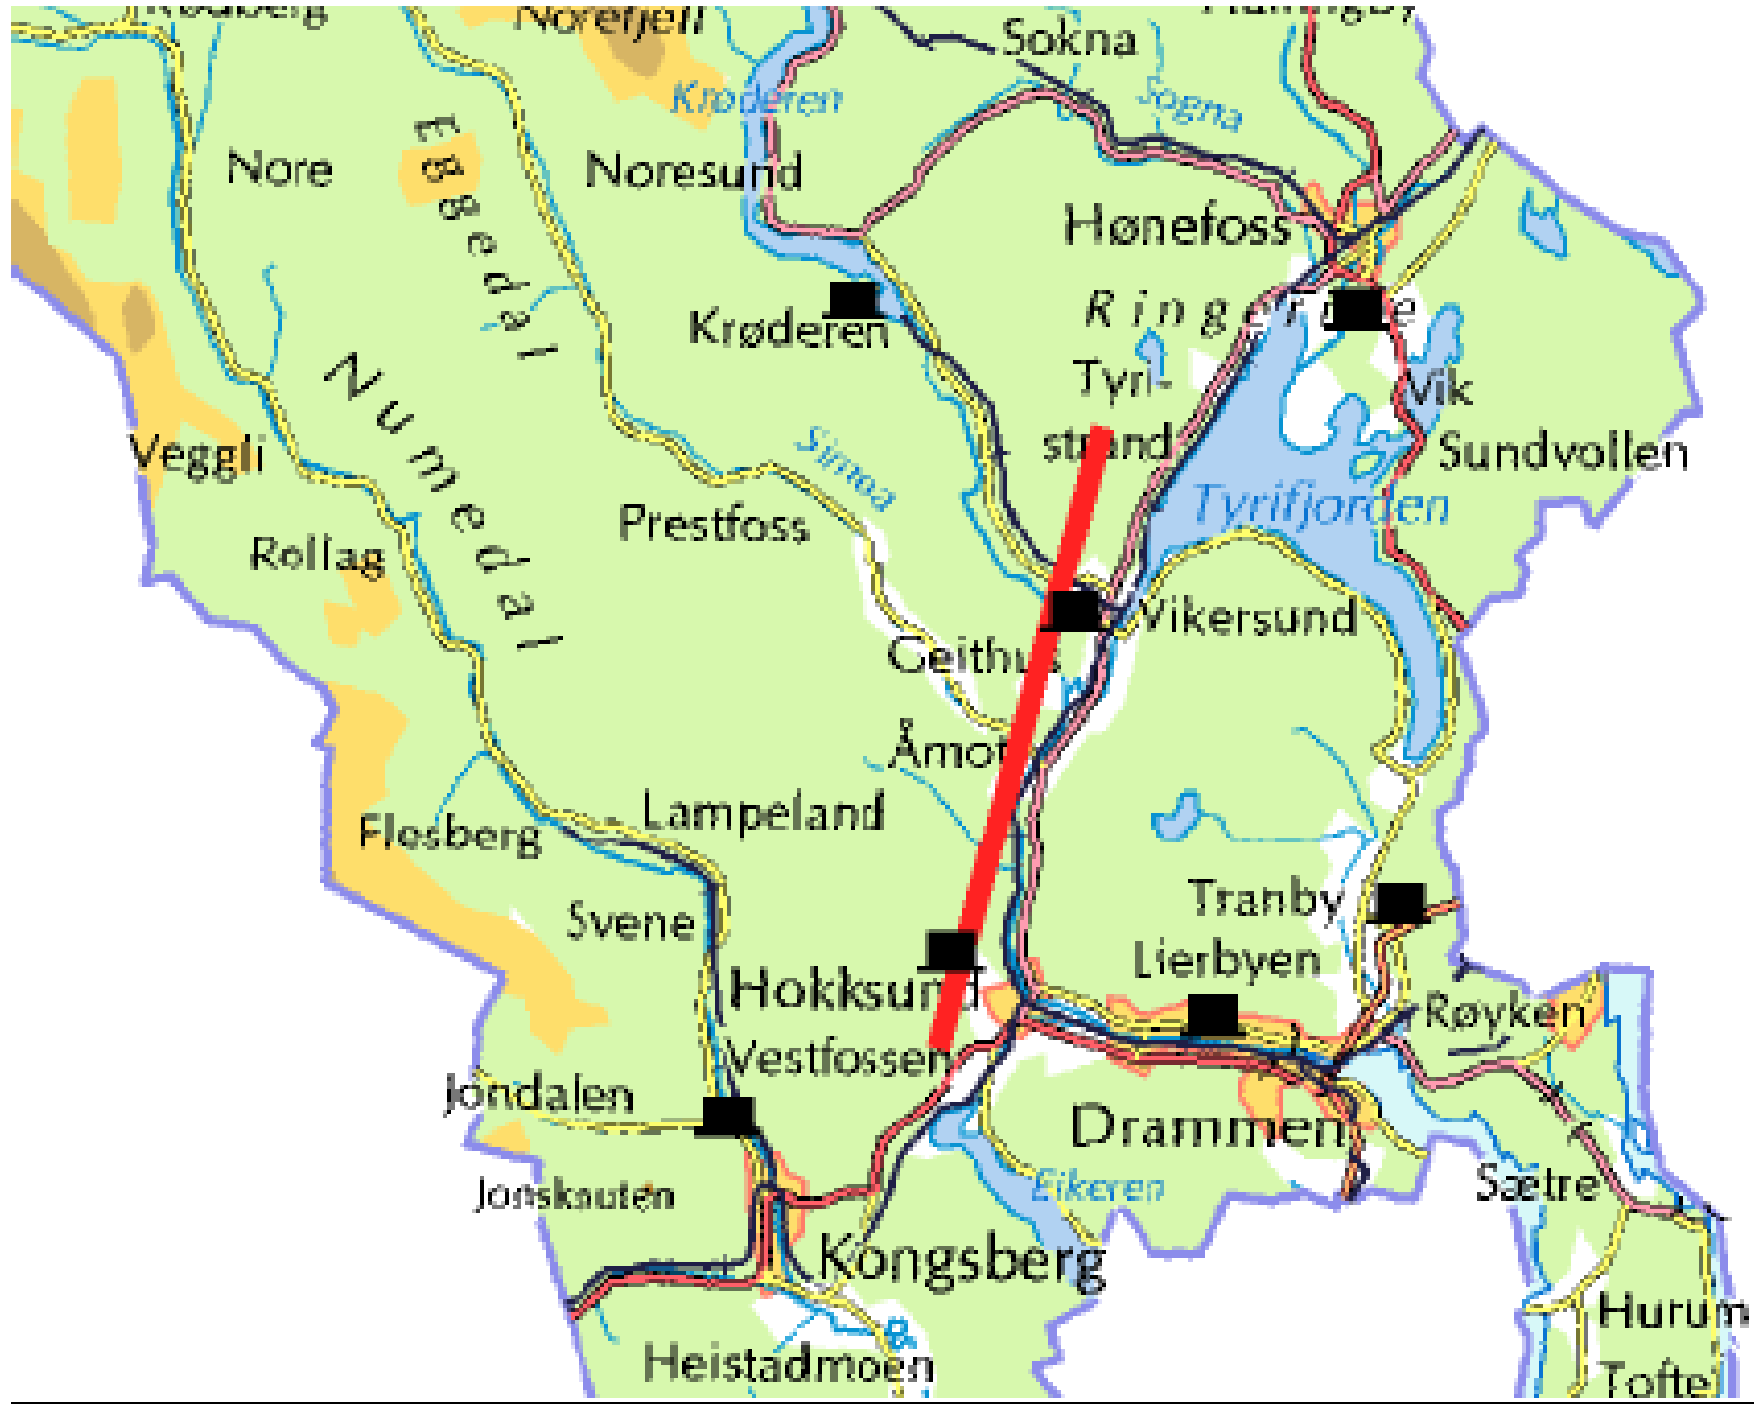 Norefjell
Sokna
Krøderen
Sogna
Eggedal
Nore
Noresund
Hønefoss
Krøderen
Tyri-
strand
Vik
Numedal
Veggli
Simoa
Sundvollen
Prestfoss
Tyrifjorden
Rollag
Vikersund
Geithus
Åmot
Lampeland
Flesberg
Tranby
Svene
Lierbyen
Hokksund
Røyken
Vestfossen
Jondalen
Drammen
Eikeren
Sætre
Jonsknuten
Kongsberg
Hurum
Heistadmoen
Tofte